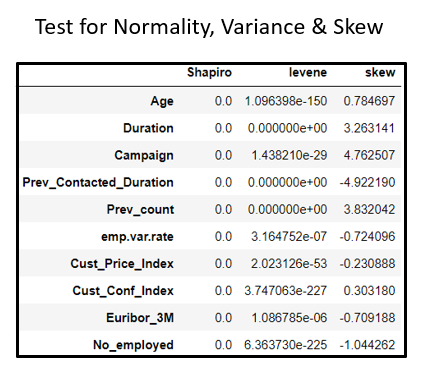 Test for Normality, Variance & Skew
Shapiro levene skew
Age 0.0 1.096398e-150 0.784697
Duration 0.0 0.000000e+00 3.263141
Campaign 0.0 1.438210e-29 4.762507
Prev_Contacted_Duration 0.0 0.000000e+00 -4.922190
Prev_count 0.0 0.000000e+00 3.832042
emp.var.rate 0.0 3.164752e-07 -0.724096
Cust_Price_Index 0.0 2.023126e-53 -0.230888
Cust_Conf_Index 0.0 3.747063e-227 0.303180
Euribor_3M 0.0 1.086785e-06 -0.709188
No_employed 0.0 6.363730e-225 -1.044262